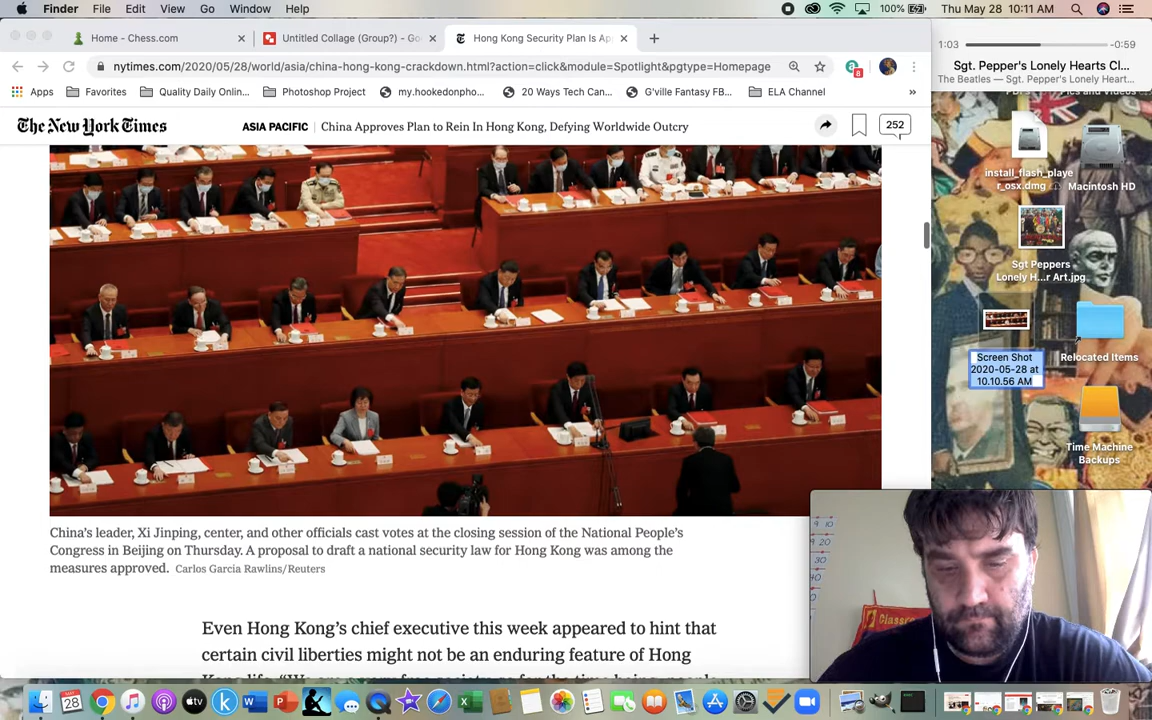 Finder File Edit View Go Window Help
100% Thu May 28 10:11 AM
Home - Chess.com
Untitled Collage (Group?) - Go
Hong Kong Security Plan Is Ap
1:03 -0:59
Sgt. Pepper's Lonely Hearts Cl...
The Beatles — Sgt. Pepper's Lonely Heart...
nytimes.com/2020/05/28/world/asia/china-hong-kong-crackdown.html?action=click&module=Spotlight&pgtype=Homepage
8
Apps Favorites Quality Daily Onlin... Photoshop Project my.hookedonpho... 20 Ways Tech Can... G'ville Fantasy FB... ELA Channel »
The New York Times
ASIA PACIFIC | China Approves Plan to Rein In Hong Kong, Defying Worldwide Outcry
252
install_flash_playe
r_osx.dmg
Macintosh HD
Sgt Peppers
Lonely H...r Art.jpg
Screen Shot
2020-05-28 at
10.10.56 AM
Relocated Items
Time Machine
Backups
China's leader, Xi Jinping, center, and other officials cast votes at the closing session of the National People's
Congress in Beijing on Thursday. A proposal to draft a national security law for Hong Kong was among the
measures approved. Carlos Garcia Rawlins/Reuters
Even Hong Kong's chief executive this week appeared to hint that
certain civil liberties might not be an enduring feature of Hong
9 10
20
30
40
28